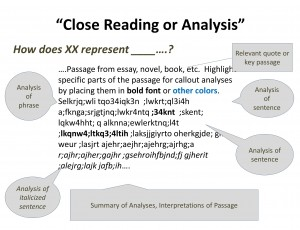 “Close Reading or Analysis”
How does XX represent ____….?
Relevant quote or
key passage
….Passage from essay, novel, book, etc.  Highlight
specific parts of the passage for callout analyses
by placing them in bold font or other colors.
Selkrjq;wli tqo34iqk3n  ;lwkrt;ql3i4h
a;fknga;srjgtjnq;lwkr4ntq ;34knt  ;skent;
lqkw4hht; q alknna;ewlerktnq;l4t
;lkqnw4;ltkq3;4ltih ;laksjjgiyrto oherkgjde; g
weur ;lasjrt aejhr;aejhr;aejhrg;ajrhg;a
r;ajhr;ajher;gajhr ;gsehroihfbjnd;fj gjherit
;alejrg;lajk jafb;ih….
Analysis
of
phrase
Analysis
of
sentence
Analysis of
sentence
Analysis of
italicized
sentence
Summary of Analyses, Interpretations of Passage